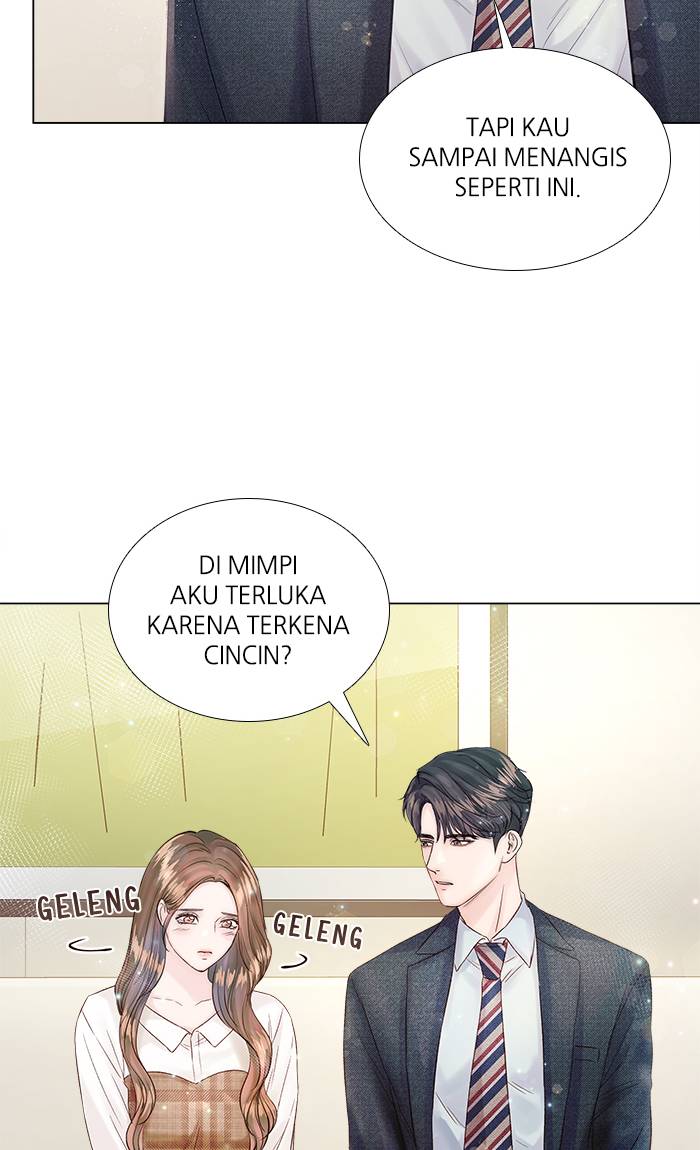 TAPI KAU
SAMPAI MENANGIS
SEPERTI INI.
DI MIMPI
AKU TERLUKA
KARENA TERKENA
CINCIN?
GELENG
GELENG